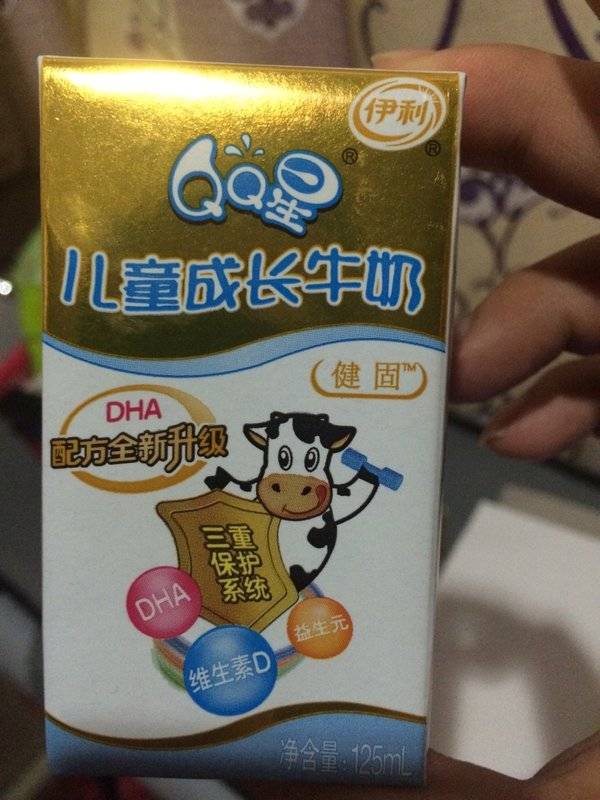 伊利
®
QQ星®
儿童成长牛奶
健固™
DHA
配方全新升级
三重
保护
系统
DHA
益生元
维生素D
净含量:125mL